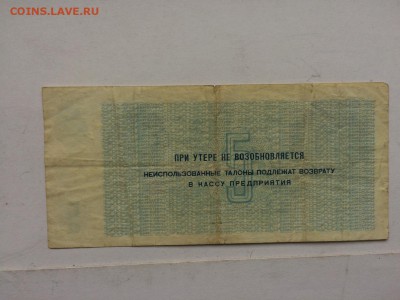 COINS.LAVE.RU
5
ПРИ УТЕРЕ НЕ ВОЗОБНОВЛЯЕТСЯ
НЕИСПОЛЬЗОВАННЫЕ ТАЛОНЫ ПОДЛЕЖАТ ВОЗВРАТУ
В КАССУ ПРЕДПРИЯТИЯ